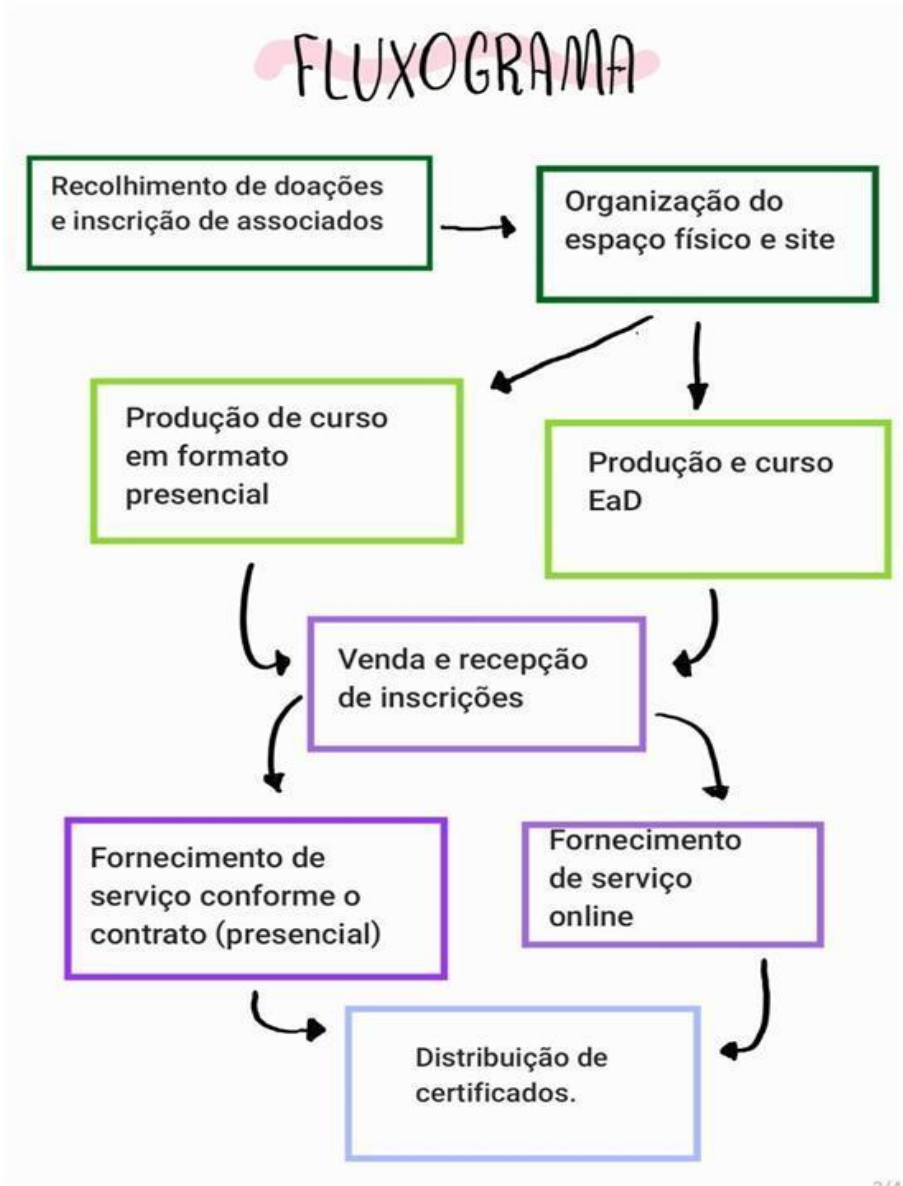 FLUXOGRAMA
Recolhimento de doações
e inscrição de associados
Organização do
espaço físico e site
Produção de curso
em formato
presencial
Produção e curso
EaD
Venda e recepção
de inscrições
Fornecimento de
serviço conforme o
contrato (presencial)
Fornecimento
de serviço
online
Distribuição de
certificados.